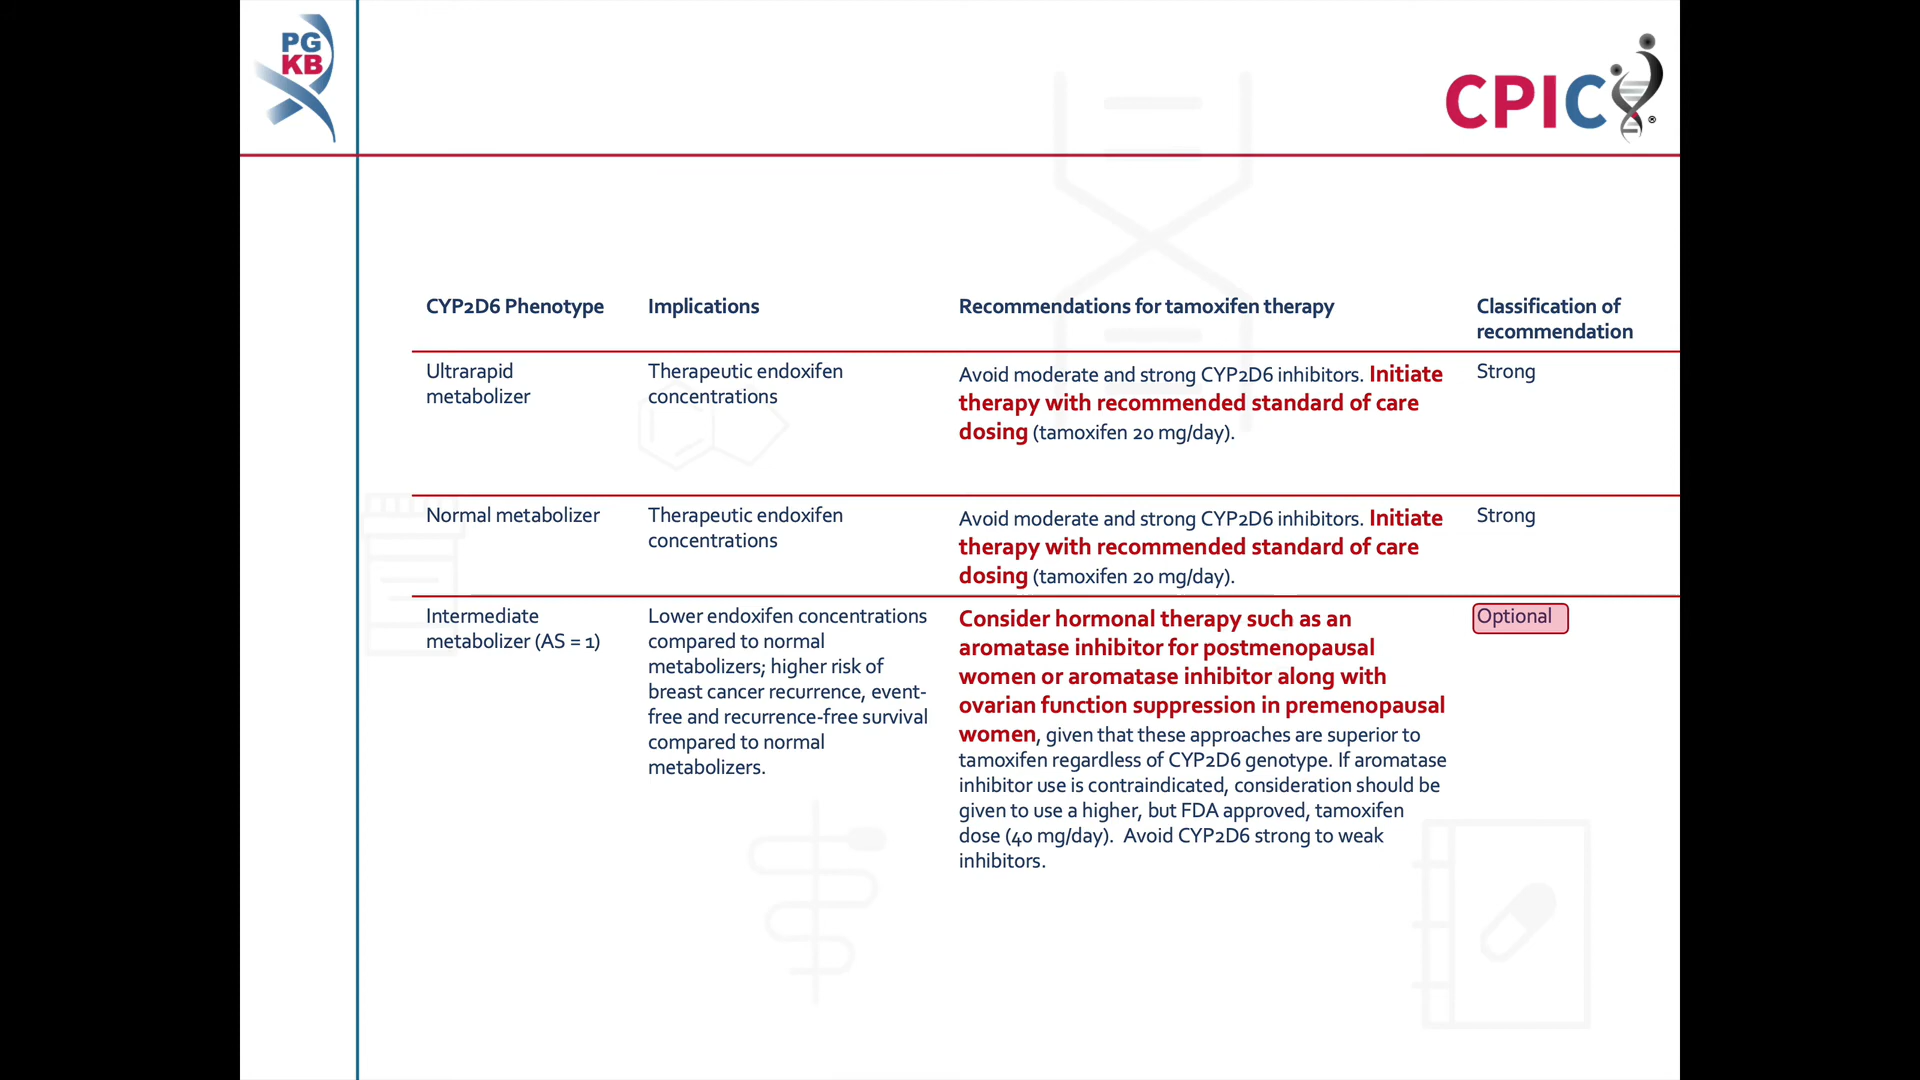 PG
KB
CPIC®
CYP2D6 Phenotype
Implications
Recommendations for tamoxifen therapy
Classification of
recommendation
Ultrarapid
metabolizer
Therapeutic endoxifen
concentrations
Avoid moderate and strong CYP2D6 inhibitors. Initiate
therapy with recommended standard of care
dosing (tamoxifen 20 mg/day).
Strong
Normal metabolizer
Therapeutic endoxifen
concentrations
Avoid moderate and strong CYP2D6 inhibitors. Initiate
therapy with recommended standard of care
dosing (tamoxifen 20 mg/day).
Strong
Intermediate
metabolizer (AS = 1)
Lower endoxifen concentrations
compared to normal
metabolizers; higher risk of
breast cancer recurrence, event-
free and recurrence-free survival
compared to normal
metabolizers.
Consider hormonal therapy such as an
aromatase inhibitor for postmenopausal
women or aromatase inhibitor along with
ovarian function suppression in premenopausal
women, given that these approaches are superior to
tamoxifen regardless of CYP2D6 genotype. If aromatase
inhibitor use is contraindicated, consideration should be
given to use a higher, but FDA approved, tamoxifen
dose (40 mg/day).  Avoid CYP2D6 strong to weak
inhibitors.
Optional